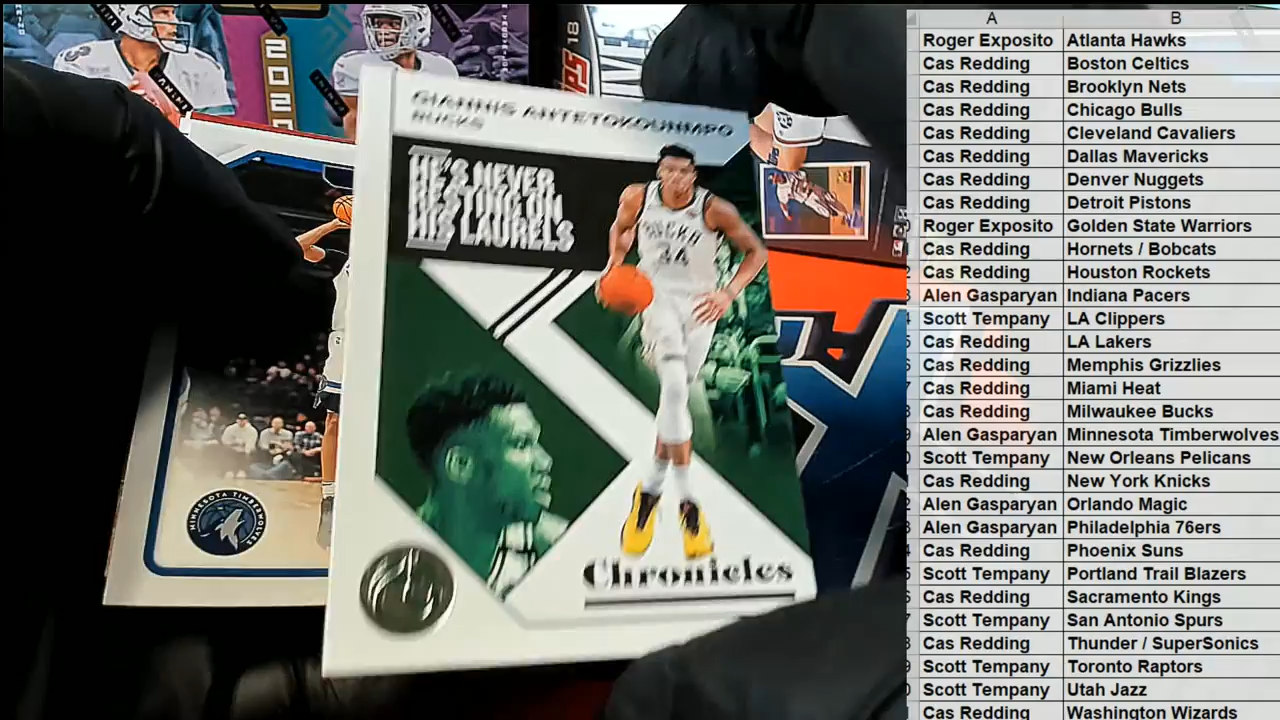 GIANNIS ANTETOKOUNMPO
BUCKS
HE'S NEVER
RESTING ON
HIS LAURELS
BUCKS
34
Chronicles
MINNESOTA TIMBERWOLVES
PANINI
202
18
A B
Roger Exposito Atlanta Hawks
Cas Redding Boston Celtics
Cas Redding Brooklyn Nets
Cas Redding Chicago Bulls
Cas Redding Cleveland Cavaliers
Cas Redding Dallas Mavericks
Cas Redding Denver Nuggets
Cas Redding Detroit Pistons
Roger Exposito Golden State Warriors
Cas Redding Hornets / Bobcats
Cas Redding Houston Rockets
Alen Gasparyan Indiana Pacers
Scott Tempany LA Clippers
Cas Redding LA Lakers
Cas Redding Memphis Grizzlies
Cas Redding Miami Heat
Cas Redding Milwaukee Bucks
Alen Gasparyan Minnesota Timberwolves
Scott Tempany New Orleans Pelicans
Cas Redding New York Knicks
Alen Gasparyan Orlando Magic
Alen Gasparyan Philadelphia 76ers
Cas Redding Phoenix Suns
Scott Tempany Portland Trail Blazers
Cas Redding Sacramento Kings
Scott Tempany San Antonio Spurs
Cas Redding Thunder / SuperSonics
Scott Tempany Toronto Raptors
Scott Tempany Utah Jazz
Cas Redding Washington Wizards